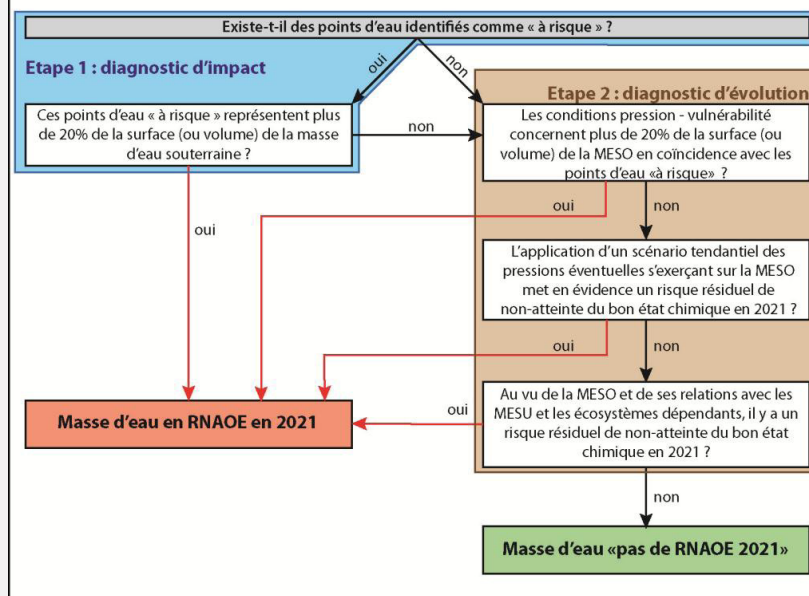 Existe-t-il des points d'eau identifiés comme « à risque » ?
Etape 1 : diagnostic d'impact
oui
non
Etape 2 : diagnostic d'évolution
Ces points d'eau « à risque » représentent plus
de 20% de la surface (ou volume) de la masse
d'eau souterraine ?
non
Les conditions pression - vulnérabilité
concernent plus de 20% de la surface (ou
volume) de la MESO en coïncidence avec les
points d'eau «à risque» ?
oui
oui
non
L'application d'un scénario tendantiel des
pressions éventuelles s'exerçant sur la MESO
met en évidence un risque résiduel de
non-atteinte du bon état chimique en 2021 ?
oui
non
Masse d'eau en RNAOE en 2021
oui
Au vu de la MESO et de ses relations avec les
MESU et les écosystèmes dépendants, il y a un
risque résiduel de non-atteinte du bon état
chimique en 2021 ?
non
Masse d'eau «pas de RNAOE 2021»